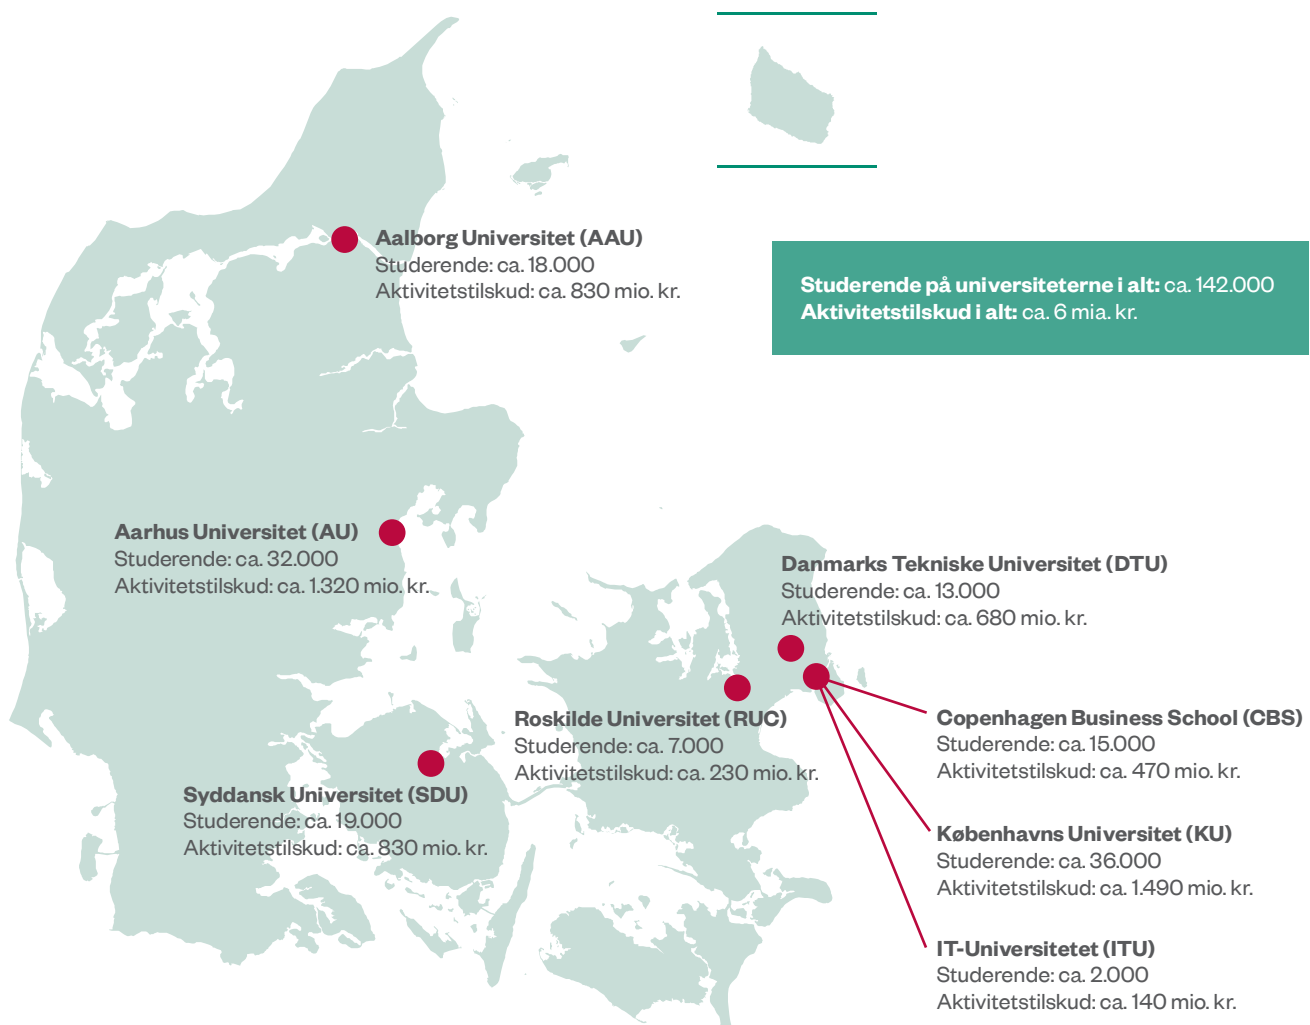 Aalborg Universitet (AAU)
Studerende: ca. 18.000
Aktivitetstilskud: ca. 830 mio. kr.
Studerende på universiteterne i alt: ca. 142.000
Aktivitetstilskud i alt: ca. 6 mia. kr.
Aarhus Universitet (AU)
Studerende: ca. 32.000
Aktivitetstilskud: ca. 1.320 mio. kr.
Danmarks Tekniske Universitet (DTU)
Studerende: ca. 13.000
Aktivitetstilskud: ca. 680 mio. kr.
Roskilde Universitet (RUC)
Studerende: ca. 7.000
Aktivitetstilskud: ca. 230 mio. kr.
Copenhagen Business School (CBS)
Studerende: ca. 15.000
Aktivitetstilskud: ca. 470 mio. kr.
Syddansk Universitet (SDU)
Studerende: ca. 19.000
Aktivitetstilskud: ca. 830 mio. kr.
Københavns Universitet (KU)
Studerende: ca. 36.000
Aktivitetstilskud: ca. 1.490 mio. kr.
IT-Universitetet (ITU)
Studerende: ca. 2.000
Aktivitetstilskud: ca. 140 mio. kr.